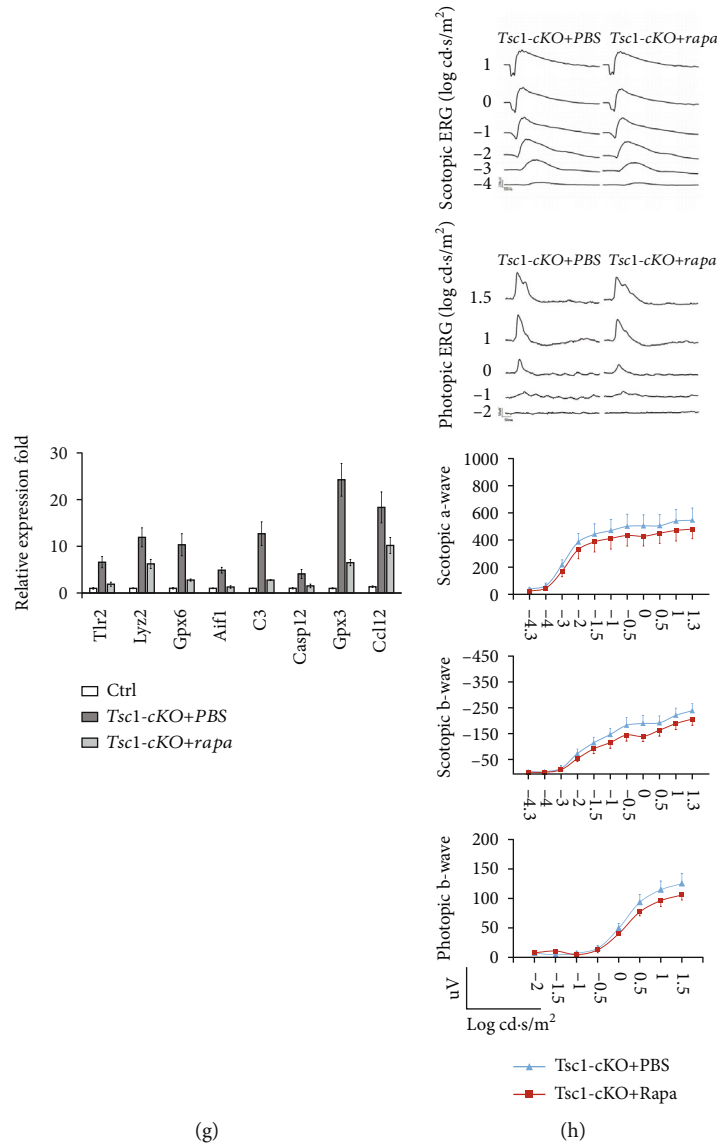 Relative expression fold
30
20
10
0
Tlr2
Lyz2
Gpx6
Aif1
C3
Casp12
Gpx3
Ccl12
Ctrl
Tsc1-cKO+PBS
Tsc1-cKO+rapa
(g)
Scotopic ERG (log cd·s/m²)
Tsc1-cKO+PBS Tsc1-cKO+rapa
1
0
−1
−2
−3
−4
Photopic ERG (log cd·s/m²)
Tsc1-cKO+PBS Tsc1-cKO+rapa
1.5
1
0
−1
−2
Scotopic a-wave
1000
800
600
400
200
0
−4.3 −4 −3 −2 −1.5 −1 −0.5 0 0.5 1 1.3
Scotopic b-wave
−450
−350
−250
−150
−50
−4.3 −4 −3 −2 −1.5 −1 −0.5 0 0.5 1 1.3
Photopic b-wave
200
150
100
50
0
−2 −1.5 −1 −0.5 0 0.5 1 1.5
uV
Log cd·s/m²
Tsc1-cKO+PBS
Tsc1-cKO+Rapa
(h)